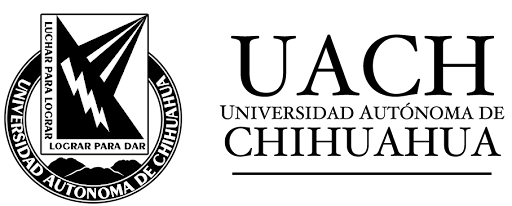 LUCHAR PARA LOGRAR
LOGRAR PARA DAR
UNIVERSIDAD AUTONOMA DE CHIHUAHUA
UACH
UNIVERSIDAD AUTÓNOMA DE
CHIHUAHUA